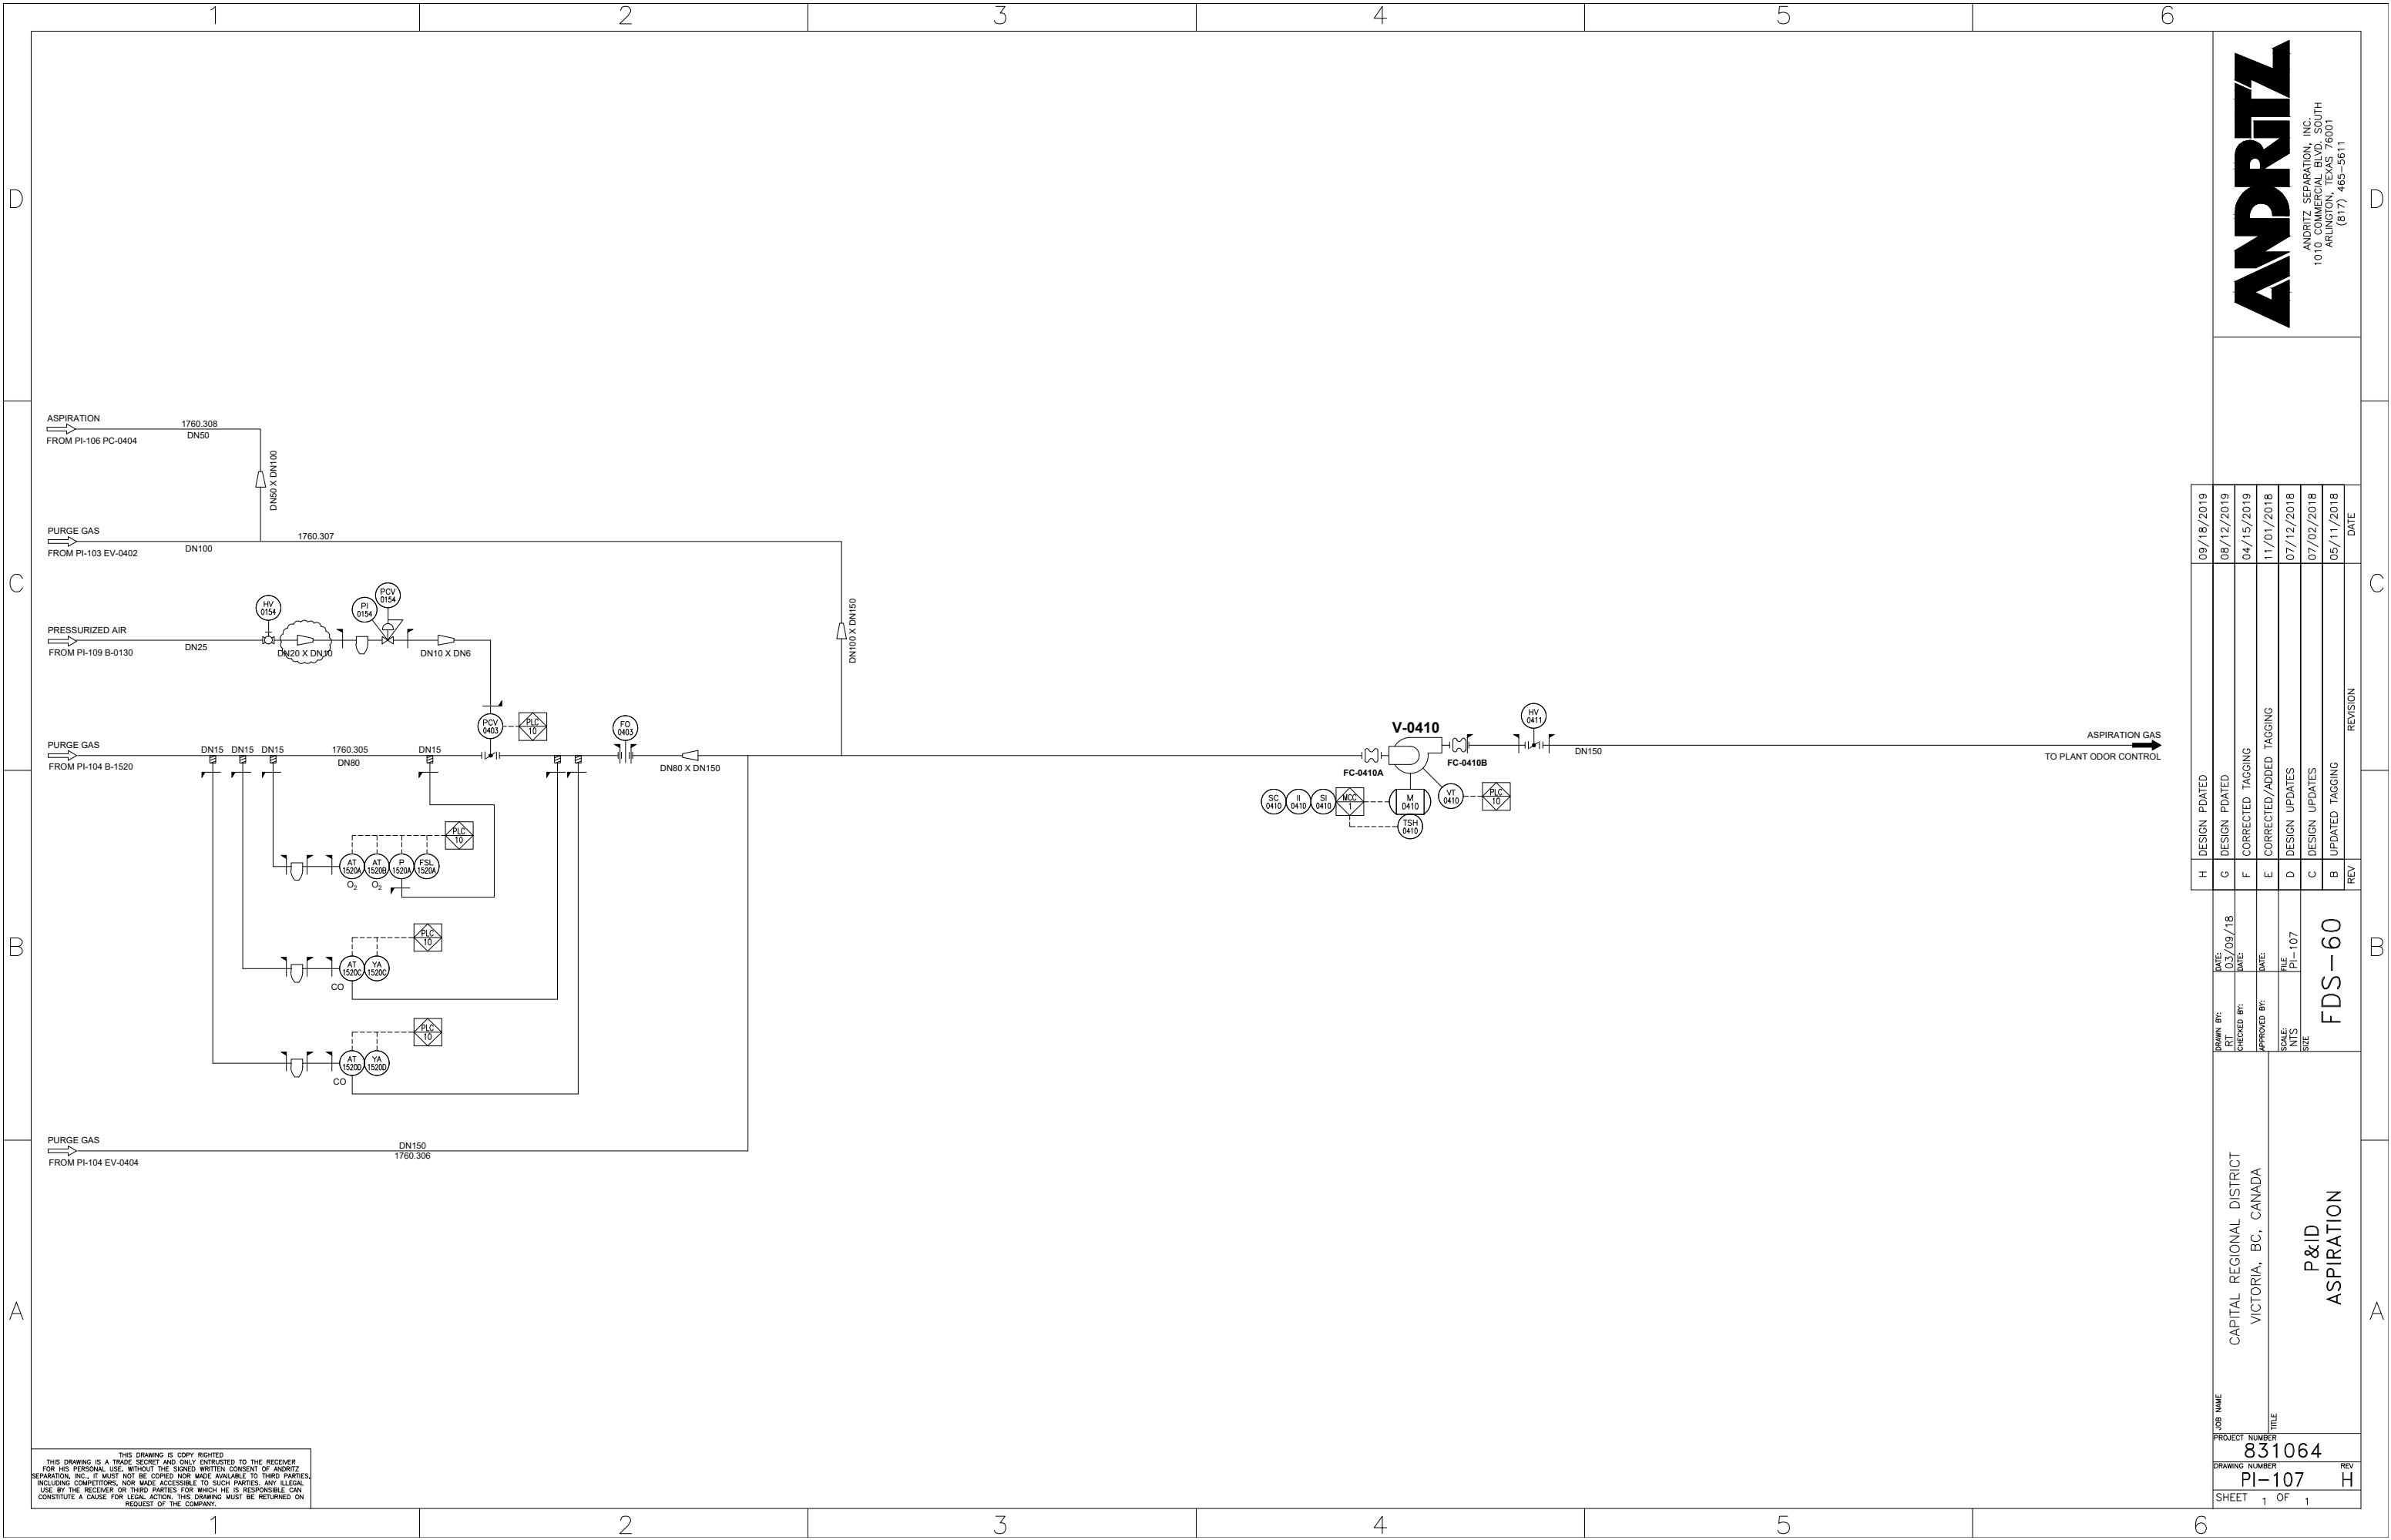 1
2
3
4
5
6
D
D
C
C
B
B
A
A
ASPIRATION
FROM PI-106 PC-0404
1760.308
DN50
DN50 X DN100
PURGE GAS
FROM PI-103 EV-0402
DN100
1760.307
DN100 X DN150
PRESSURIZED AIR
FROM PI-109 B-0130
DN25
HV
0154
DN20 X DN10
PI
0154
PCV
0154
DN10 X DN6
PCV
0403
PLC
10
FO
0403
PURGE GAS
FROM PI-104 B-1520
DN15
DN15
DN15
1760.305
DN80
DN15
DN80 X DN150
PLC
10
AT
1520A
AT
1520B
P
1520A
FSL
1520A
O2
O2
PLC
10
AT
1520C
YA
1520C
CO
PLC
10
AT
1520D
YA
1520D
CO
PURGE GAS
FROM PI-104 EV-0404
DN150
1760.306
V-0410
FC-0410A
FC-0410B
SC
0410
II
0410
SI
0410
MCC
1
M
0410
TSH
0410
VT
0410
PLC
10
HV
0411
DN150
ASPIRATION GAS
TO PLANT ODOR CONTROL
ANDRITZ
ANDRITZ SEPARATION, INC.
1010 COMMERCIAL BLVD. SOUTH
ARLINGTON, TEXAS 76001
(817) 465-5611
H DESIGN PDATED 09/18/2019
G DESIGN PDATED 08/12/2019
F CORRECTED TAGGING 04/15/2019
E CORRECTED/ADDED TAGGING 11/01/2018
D DESIGN UPDATES 07/12/2018
C DESIGN UPDATES 07/02/2018
B UPDATED TAGGING 05/11/2018
REV REVISION DATE
DRAWN BY:
RT
DATE:
03/09/18
CHECKED BY:
DATE:
APPROVED BY:
DATE:
SCALE:
NTS
FILE
PI-107
SIZE
FDS-60
JOB NAME
CAPITAL REGIONAL DISTRICT
VICTORIA, BC, CANADA
TITLE
P&ID
ASPIRATION
PROJECT NUMBER
831064
DRAWING NUMBER
PI-107
REV
H
SHEET 1 OF 1
THIS DRAWING IS COPY RIGHTED
THIS DRAWING IS A TRADE SECRET AND ONLY ENTRUSTED TO THE RECEIVER
FOR HIS PERSONAL USE. WITHOUT THE SIGNED WRITTEN CONSENT OF ANDRITZ
SEPARATION, INC., IT MUST NOT BE COPIED NOR MADE AVAILABLE TO THIRD PARTIES,
INCLUDING COMPETITORS, NOR MADE ACCESSIBLE TO SUCH PARTIES. ANY ILLEGAL
USE BY THE RECEIVER OR THIRD PARTIES FOR WHICH HE IS RESPONSIBLE CAN
CONSTITUTE A CAUSE FOR LEGAL ACTION. THIS DRAWING MUST BE RETURNED ON
REQUEST OF THE COMPANY.
1
2
3
4
5
6